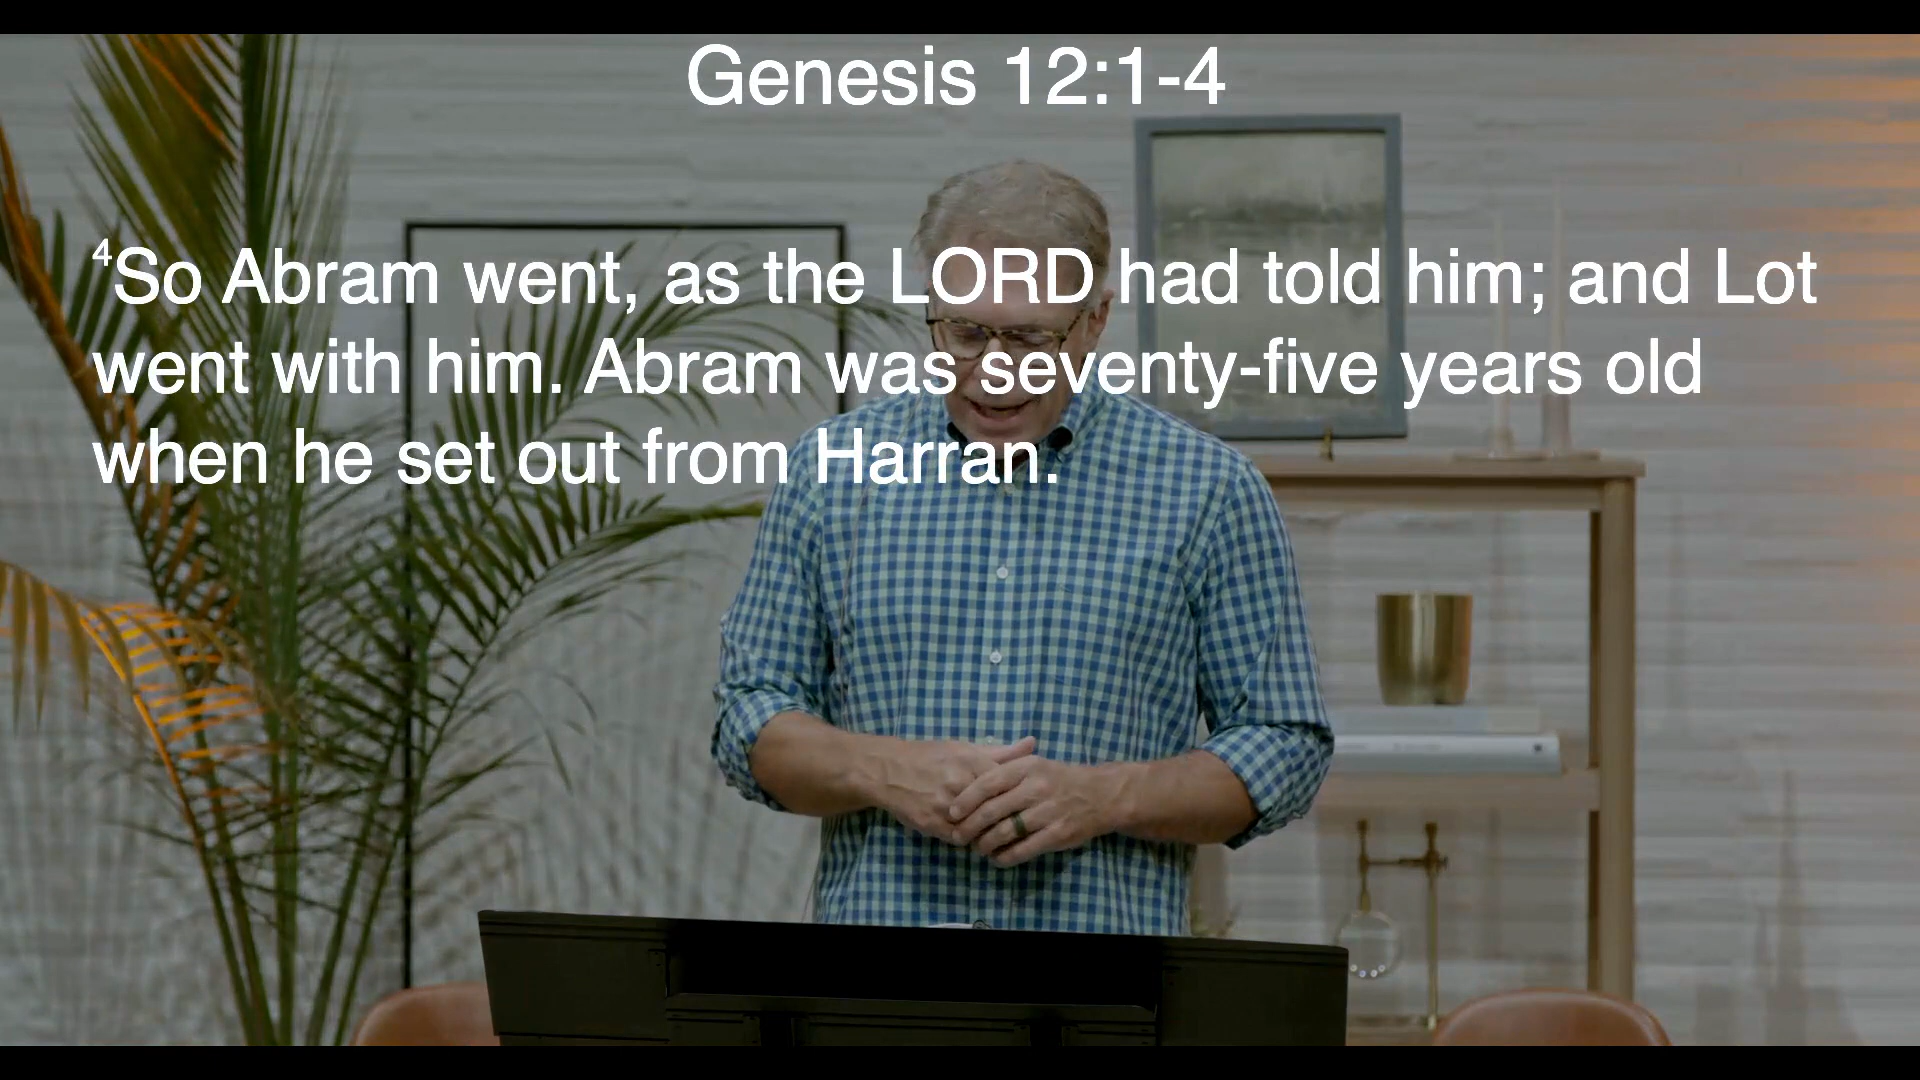 Genesis 12:1-4
⁴So Abram went, as the LORD had told him; and Lot
went with him. Abram was seventy-five years old
when he set out from Harran.